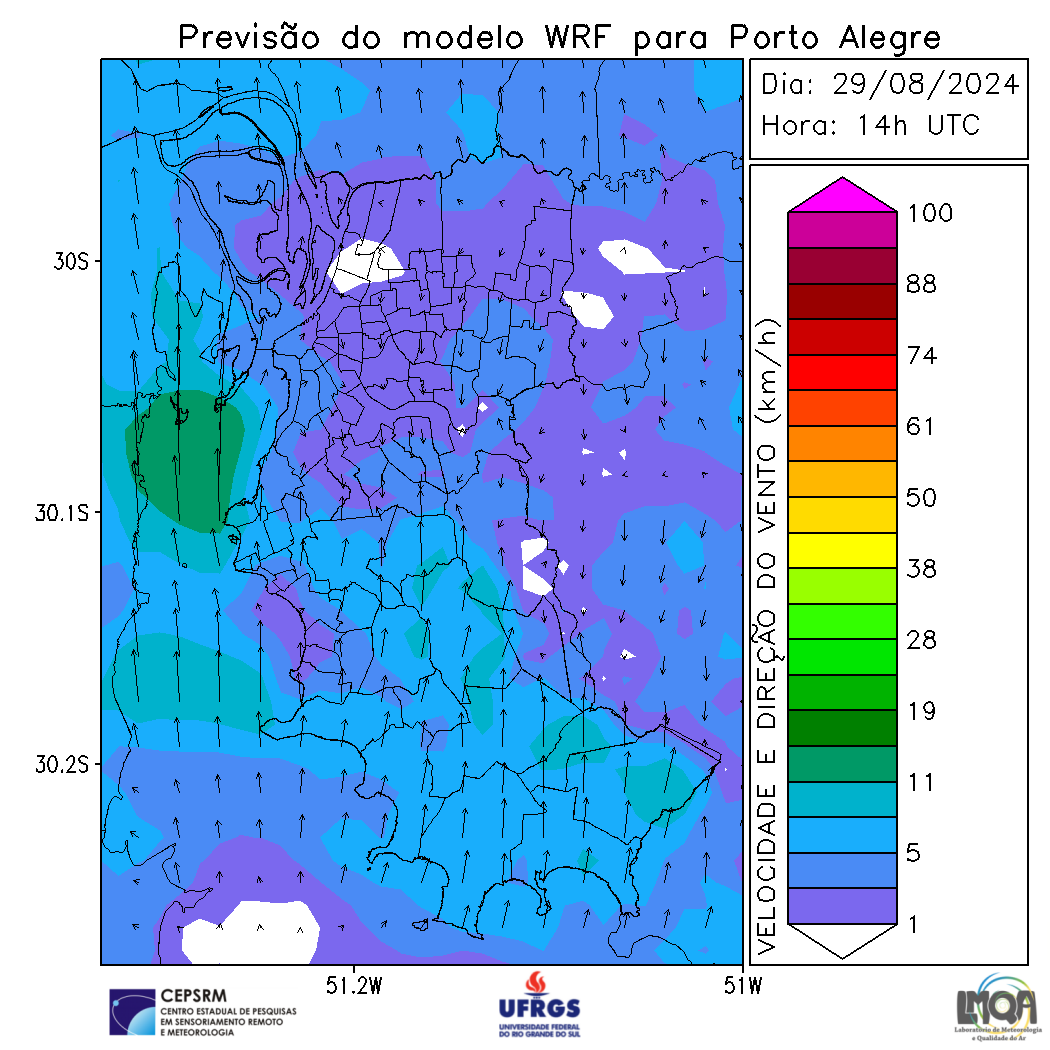 Previsão do modelo WRF para Porto Alegre
Dia: 29/08/2024
Hora: 14h UTC
30S
30.1S
30.2S
51.2W
51W
VELOCIDADE E DIREÇÃO DO VENTO (km/h)
100
88
74
61
50
38
28
19
11
5
1
CEPSRM
CENTRO ESTADUAL DE PESQUISAS
EM SENSORIAMENTO REMOTO
E METEOROLOGIA
UFRGS
UNIVERSIDADE FEDERAL
DO RIO GRANDE DO SUL
LMQA
Laboratório de Meteorologia
e Qualidade do Ar